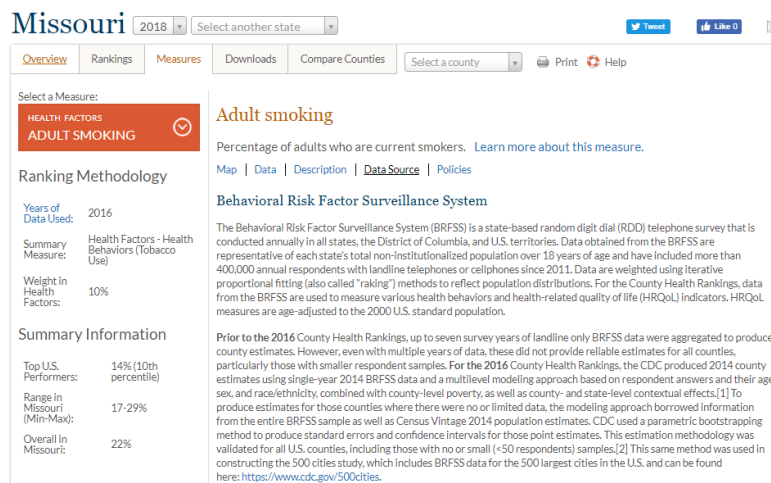 Missouri 2018 Select another state Tweet Like 0
Overview Rankings Measures Downloads Compare Counties Select a county Print Help
Select a Measure:
HEALTH FACTORS
ADULT SMOKING
Ranking Methodology
Years of
Data Used: 2016
Summary
Measure: Health Factors - Health
Behaviors (Tobacco
Use)
Weight in
Health
Factors: 10%
Summary Information
Top U.S.
Performers: 14% (10th
percentile)
Range in
Missouri
(Min-Max): 17-29%
Overall in
Missouri: 22%
Adult smoking
Percentage of adults who are current smokers. Learn more about this measure.
Map | Data | Description | Data Source | Policies
Behavioral Risk Factor Surveillance System
The Behavioral Risk Factor Surveillance System (BRFSS) is a state-based random digit dial (RDD) telephone survey that is
conducted annually in all states, the District of Columbia, and U.S. territories. Data obtained from the BRFSS are
representative of each state's total non-institutionalized population over 18 years of age and have included more than
400,000 annual respondents with landline telephones or cellphones since 2011. Data are weighted using iterative
proportional fitting (also called "raking") methods to reflect population distributions. For the County Health Rankings, data
from the BRFSS are used to measure various health behaviors and health-related quality of life (HRQoL) indicators. HRQoL
measures are age-adjusted to the 2000 U.S. standard population.
Prior to the 2016 County Health Rankings, up to seven survey years of landline only BRFSS data were aggregated to produce
county estimates. However, even with multiple years of data, these did not provide reliable estimates for all counties,
particularly those with smaller respondent samples. For the 2016 County Health Rankings, the CDC produced 2014 county
estimates using single-year 2014 BRFSS data and a multilevel modeling approach based on respondent answers and their age
sex, and race/ethnicity, combined with county-level poverty, as well as county- and state-level contextual effects.[1] To
produce estimates for those counties where there were no or limited data, the modeling approach borrowed information
from the entire BRFSS sample as well as Census Vintage 2014 population estimates. CDC used a parametric bootstrapping
method to produce standard errors and confidence intervals for those point estimates. This estimation methodology was
validated for all U.S. counties, including those with no or small (<50 respondents) samples.[2] This same method was used in
constructing the 500 cities study, which includes BRFSS data for the 500 largest cities in the U.S. and can be found
here: https://www.cdc.gov/500cities.